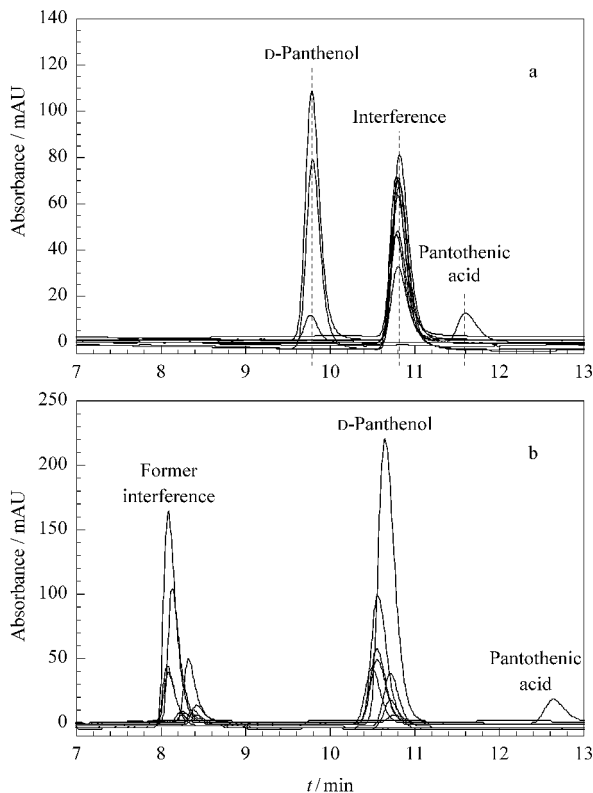 140
120
100
80
60
40
20
0
Absorbance / mAU
D-Panthenol
a
Interference
Pantothenic
acid
7 8 9 10 11 12 13
250
200
150
100
50
0
Absorbance / mAU
D-Panthenol
b
Former
interference
Pantothenic
acid
7 8 9 10 11 12 13
t / min